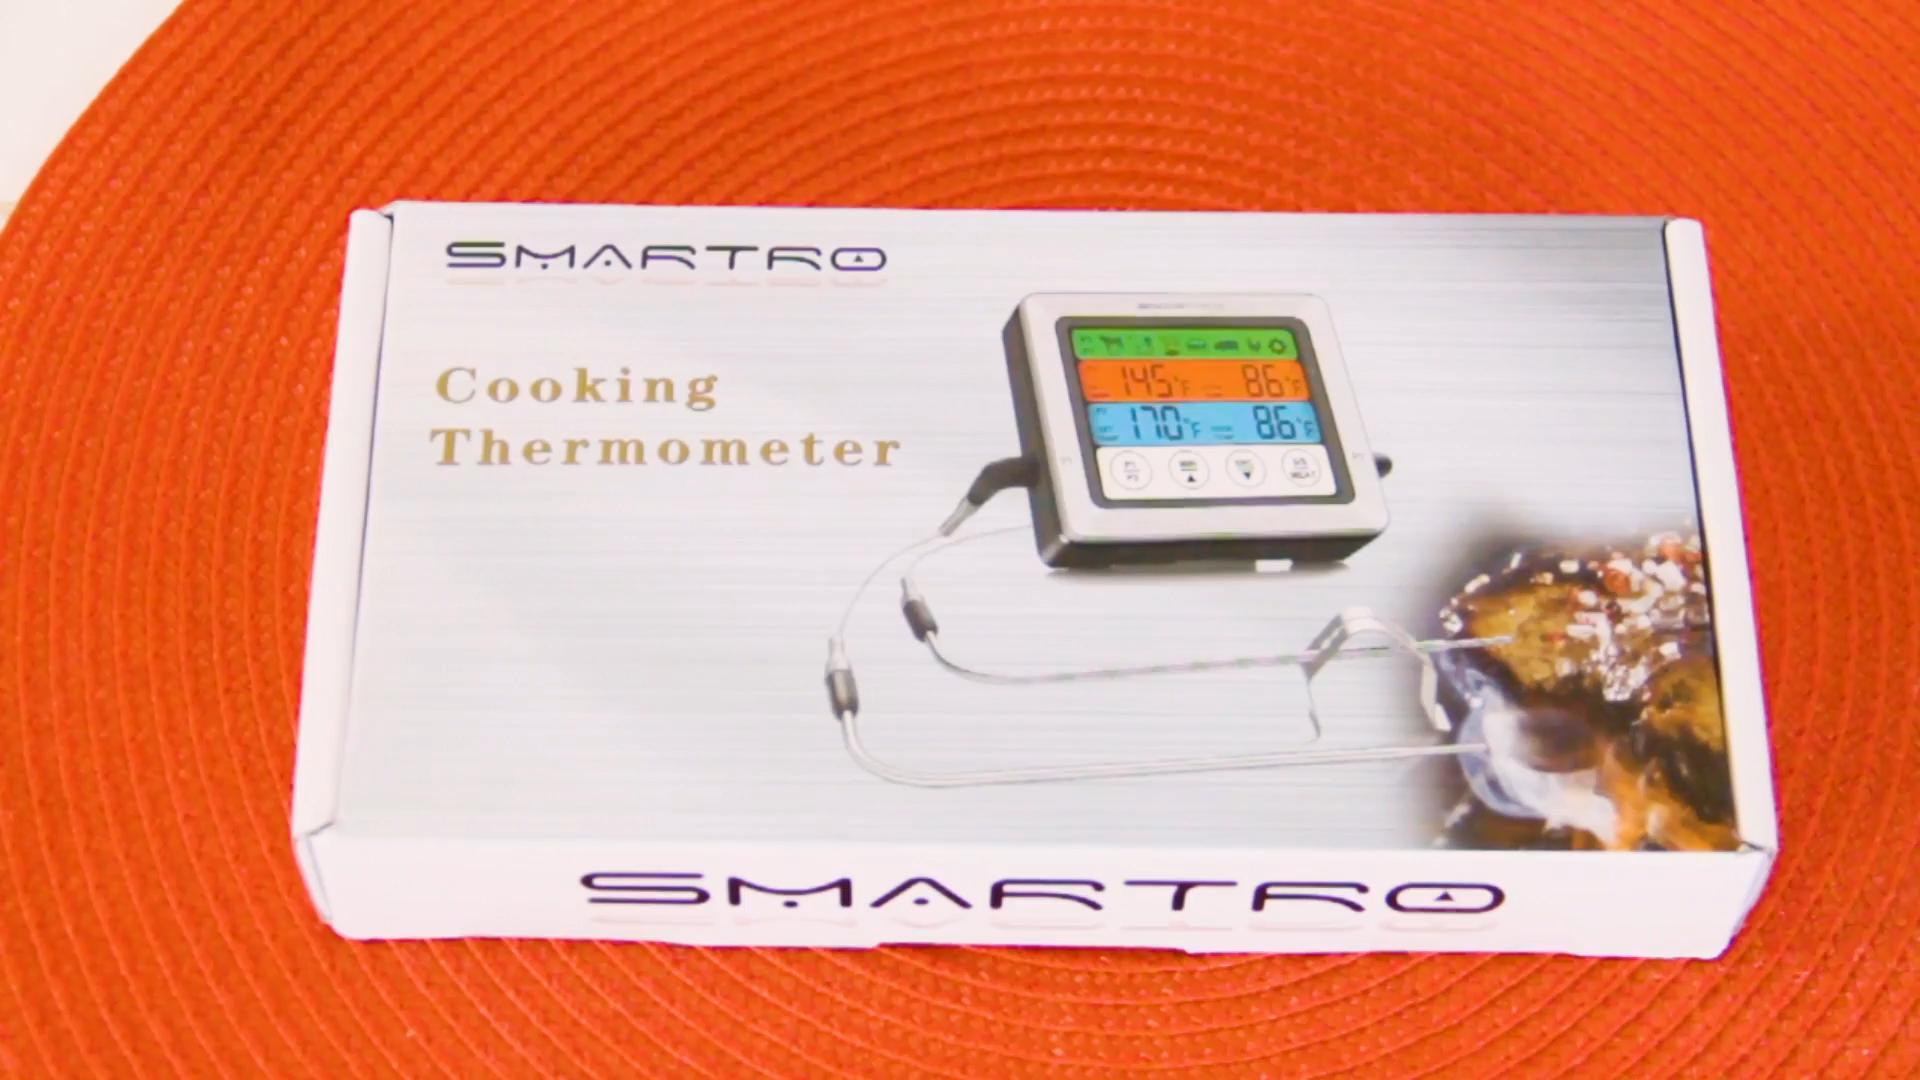 SMARTRO
Cooking
Thermometer
145°F 86°F
170°F 86°F
SMARTRO